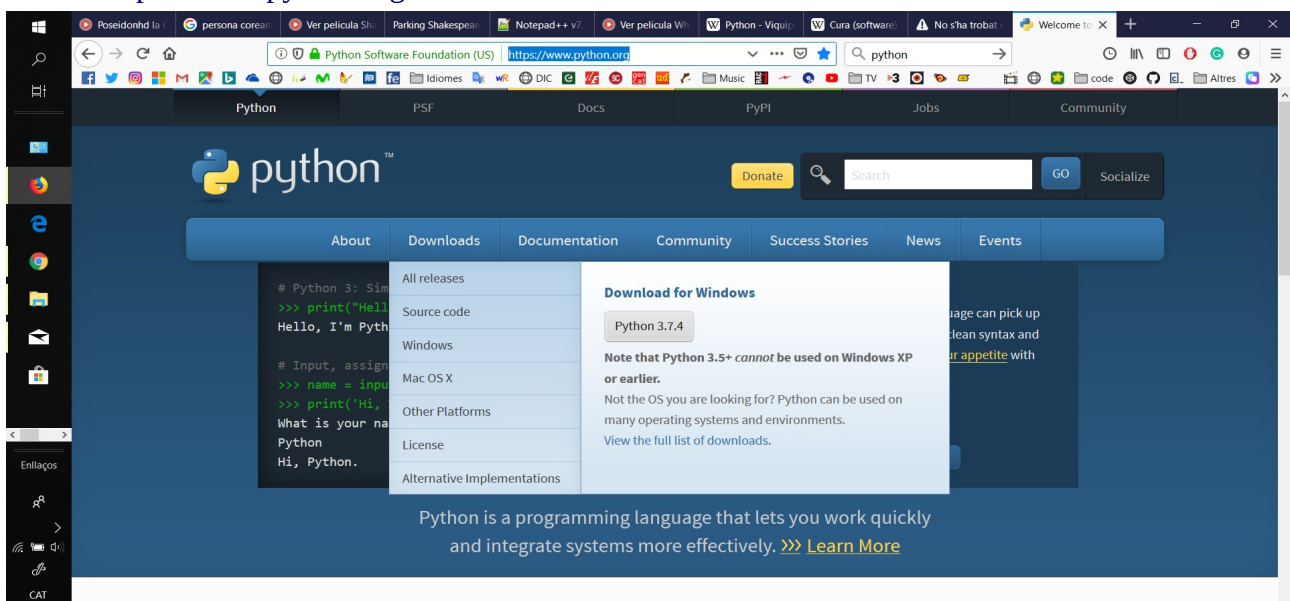 Poseidonhd la
persona corean
Ver pelicula Sha
Parking Shakespeare
Notepad++ v7.
Ver pelicula Wh
Python - Viquip
Cura (software)
No s'ha trobat
Welcome to
Python Software Foundation (US)
https://www.python.org
python
Idiomes
WR
DIC
Music
TV
code
Altres
Python
PSF
Docs
PyPI
Jobs
Community
python™
Donate
Search
GO
Socialize
About
Downloads
Documentation
Community
Success Stories
News
Events
# Python 3: Sim
>>> print("Hell
Hello, I'm Pyth
# Input, assign
>>> name = inpu
>>> print('Hi,
What is your na
Python
Hi, Python.
All releases
Source code
Windows
Mac OS X
Other Platforms
License
Alternative Implementations
Download for Windows
Python 3.7.4
Note that Python 3.5+ cannot be used on Windows XP
or earlier.
Not the OS you are looking for? Python can be used on
many operating systems and environments.
View the full list of downloads.
uage can pick up
clean syntax and
ur appetite with
Python is a programming language that lets you work quickly
and integrate systems more effectively. >>> Learn More
Enllaços
CAT